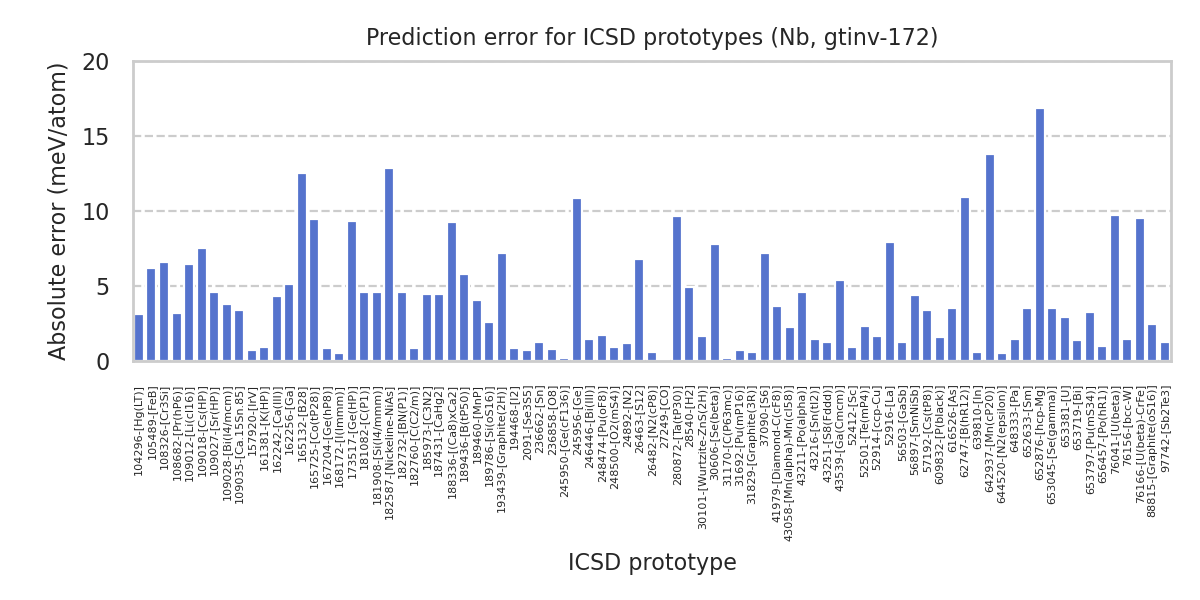 Prediction error for ICSD prototypes (Nb, gtinv-172)
Absolute error (meV/atom)
20
15
10
5
0
104296-[Hg(LT)]
105489-[FeB]
108326-[Cr3Si]
108682-[Pr(hP6)]
109012-[Li(cI16)]
109018-[Cs(HP)]
109027-[Sr(HP)]
109028-[Bi(I4/mcm)]
109035-[Ca.15Sn.85]
157920-[IrV]
161381-[K(HP)]
162242-[Ca(III)]
162256-[Ga]
165132-[B28]
165725-[Co(tP28)]
167204-[Ge(hP8)]
168172-[I(Immm)]
173517-[Ge(HP)]
181082-[C(P1)]
181908-[Si(I4/mmm)]
182587-[Nickeline-NiAs]
182732-[BN(P1)]
182760-[C(C2/m)]
185973-[C3N2]
187431-[CaHg2]
188336-[(Ca8)xCa2]
189436-[B(tP50)]
189460-[MnP]
189786-[Si(oS16)]
193439-[Graphite(2H)]
194468-[I2]
2091-[Se3S5]
236662-[Sn]
236858-[O8]
245950-[Ge(cF136)]
245956-[Ge]
246446-[Bi(III)]
248474-[Pu(oF8)]
248500-[O2(mS4)]
24892-[N2]
26463-[S12]
26482-[N2(cP8)]
27249-[CO]
280872-[Ta(tP30)]
28540-[H2]
30101-[Wurtzite-ZnS(2H)]
30606-[Se(beta)]
31170-[C(P63mc)]
31692-[Pu(mP16)]
31829-[Graphite(3R)]
37090-[S6]
41979-[Diamond-C(cF8)]
43058-[Mn(alpha)-Mn(cI58)]
43211-[Po(alpha)]
43216-[Sn(tI2)]
43251-[S8(Fddd)]
43539-[Ga(Cmcm)]
52412-[Sc]
52501-[Te(mP4)]
52914-[ccp-Cu]
52916-[La]
56503-[GaSb]
56897-[SmNiSb]
57192-[Cs(tP8)]
609832-[P(black)]
616526-[As]
62747-[B(hR12)]
639810-[In]
642937-[Mn(cP20)]
644520-[N2(epsilon)]
648333-[Pa]
652633-[Sm]
652876-[hcp-Mg]
653045-[Se(gamma)]
653381-[U]
653719-[Bi]
653797-[Pu(mS34)]
656457-[Po(hR1)]
76041-[U(beta)]
76156-[bcc-W]
76166-[U(beta)-CrFe]
88815-[Graphite(oS16)]
97742-[Sb2Te3]
ICSD prototype